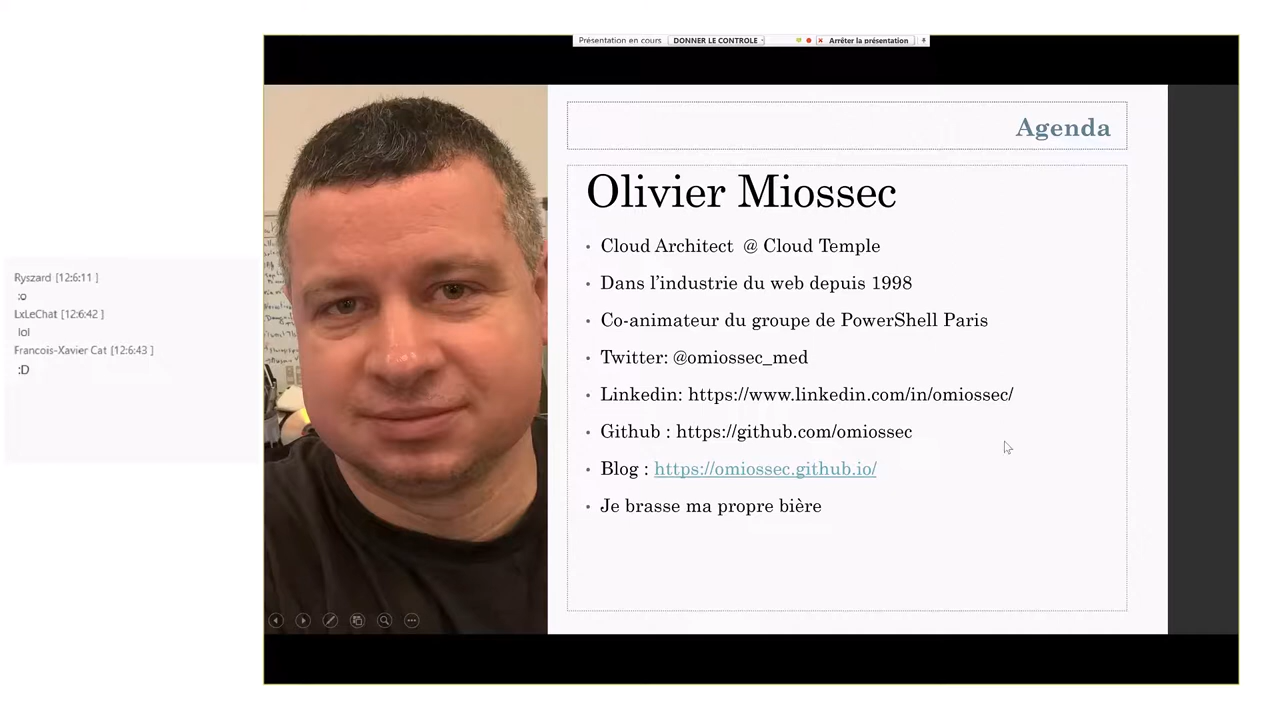 Présentation en cours DONNER LE CONTROLE Arrêter la présentation
Agenda
Olivier Miossec
• Cloud Architect @ Cloud Temple
• Dans l’industrie du web depuis 1998
• Co-animateur du groupe de PowerShell Paris
• Twitter: @omiossec_med
• Linkedin: https://www.linkedin.com/in/omiossec/
• Github : https://github.com/omiossec
• Blog : https://omiossec.github.io/
• Je brasse ma propre bière
Ryszard [12:6:11 ]
:o
LxLeChat [12:6:42 ]
lol
Francois-Xavier Cat [12:6:43 ]
:D